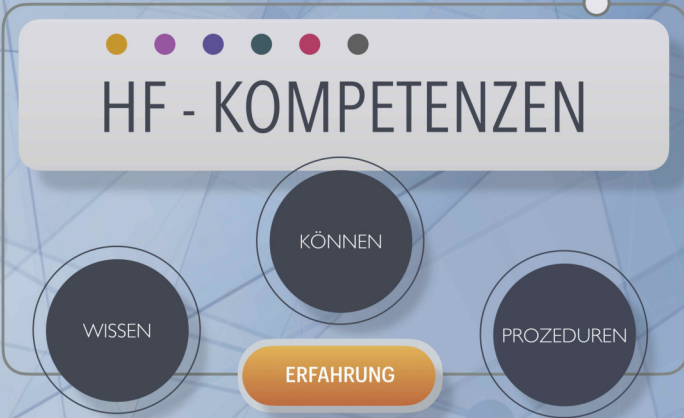 HF - KOMPETENZEN
KÖNNEN
WISSEN
PROZEDUREN
ERFAHRUNG